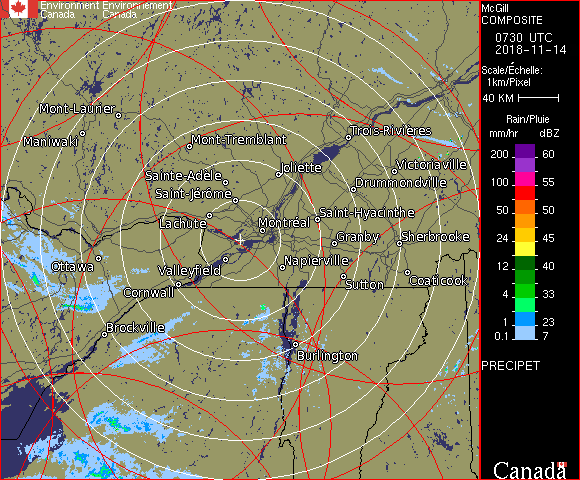 Environment Environnement
Canada Canada
McGill
COMPOSITE
0730 UTC
2018-11-14
Scale/Échelle:
1km/Pixel
40 KM
Rain/Pluie
mm/hr dBZ
200 60
100 55
50 50
24 45
12 40
8 33
4 30
1 23
0.1 7
PRECIPET
Canada
Mont-Laurier
Maniwaki
Mont-Tremblant
Trois-Rivières
Sainte-Adèle
Joliette
Victoriaville
Saint-Jérôme
Drummondville
Lachute
Montréal
Saint-Hyacinthe
Granby
Sherbrooke
Ottawa
Valleyfield
Napierville
Cornwall
Sutton
Coaticook
Brockville
Burlington